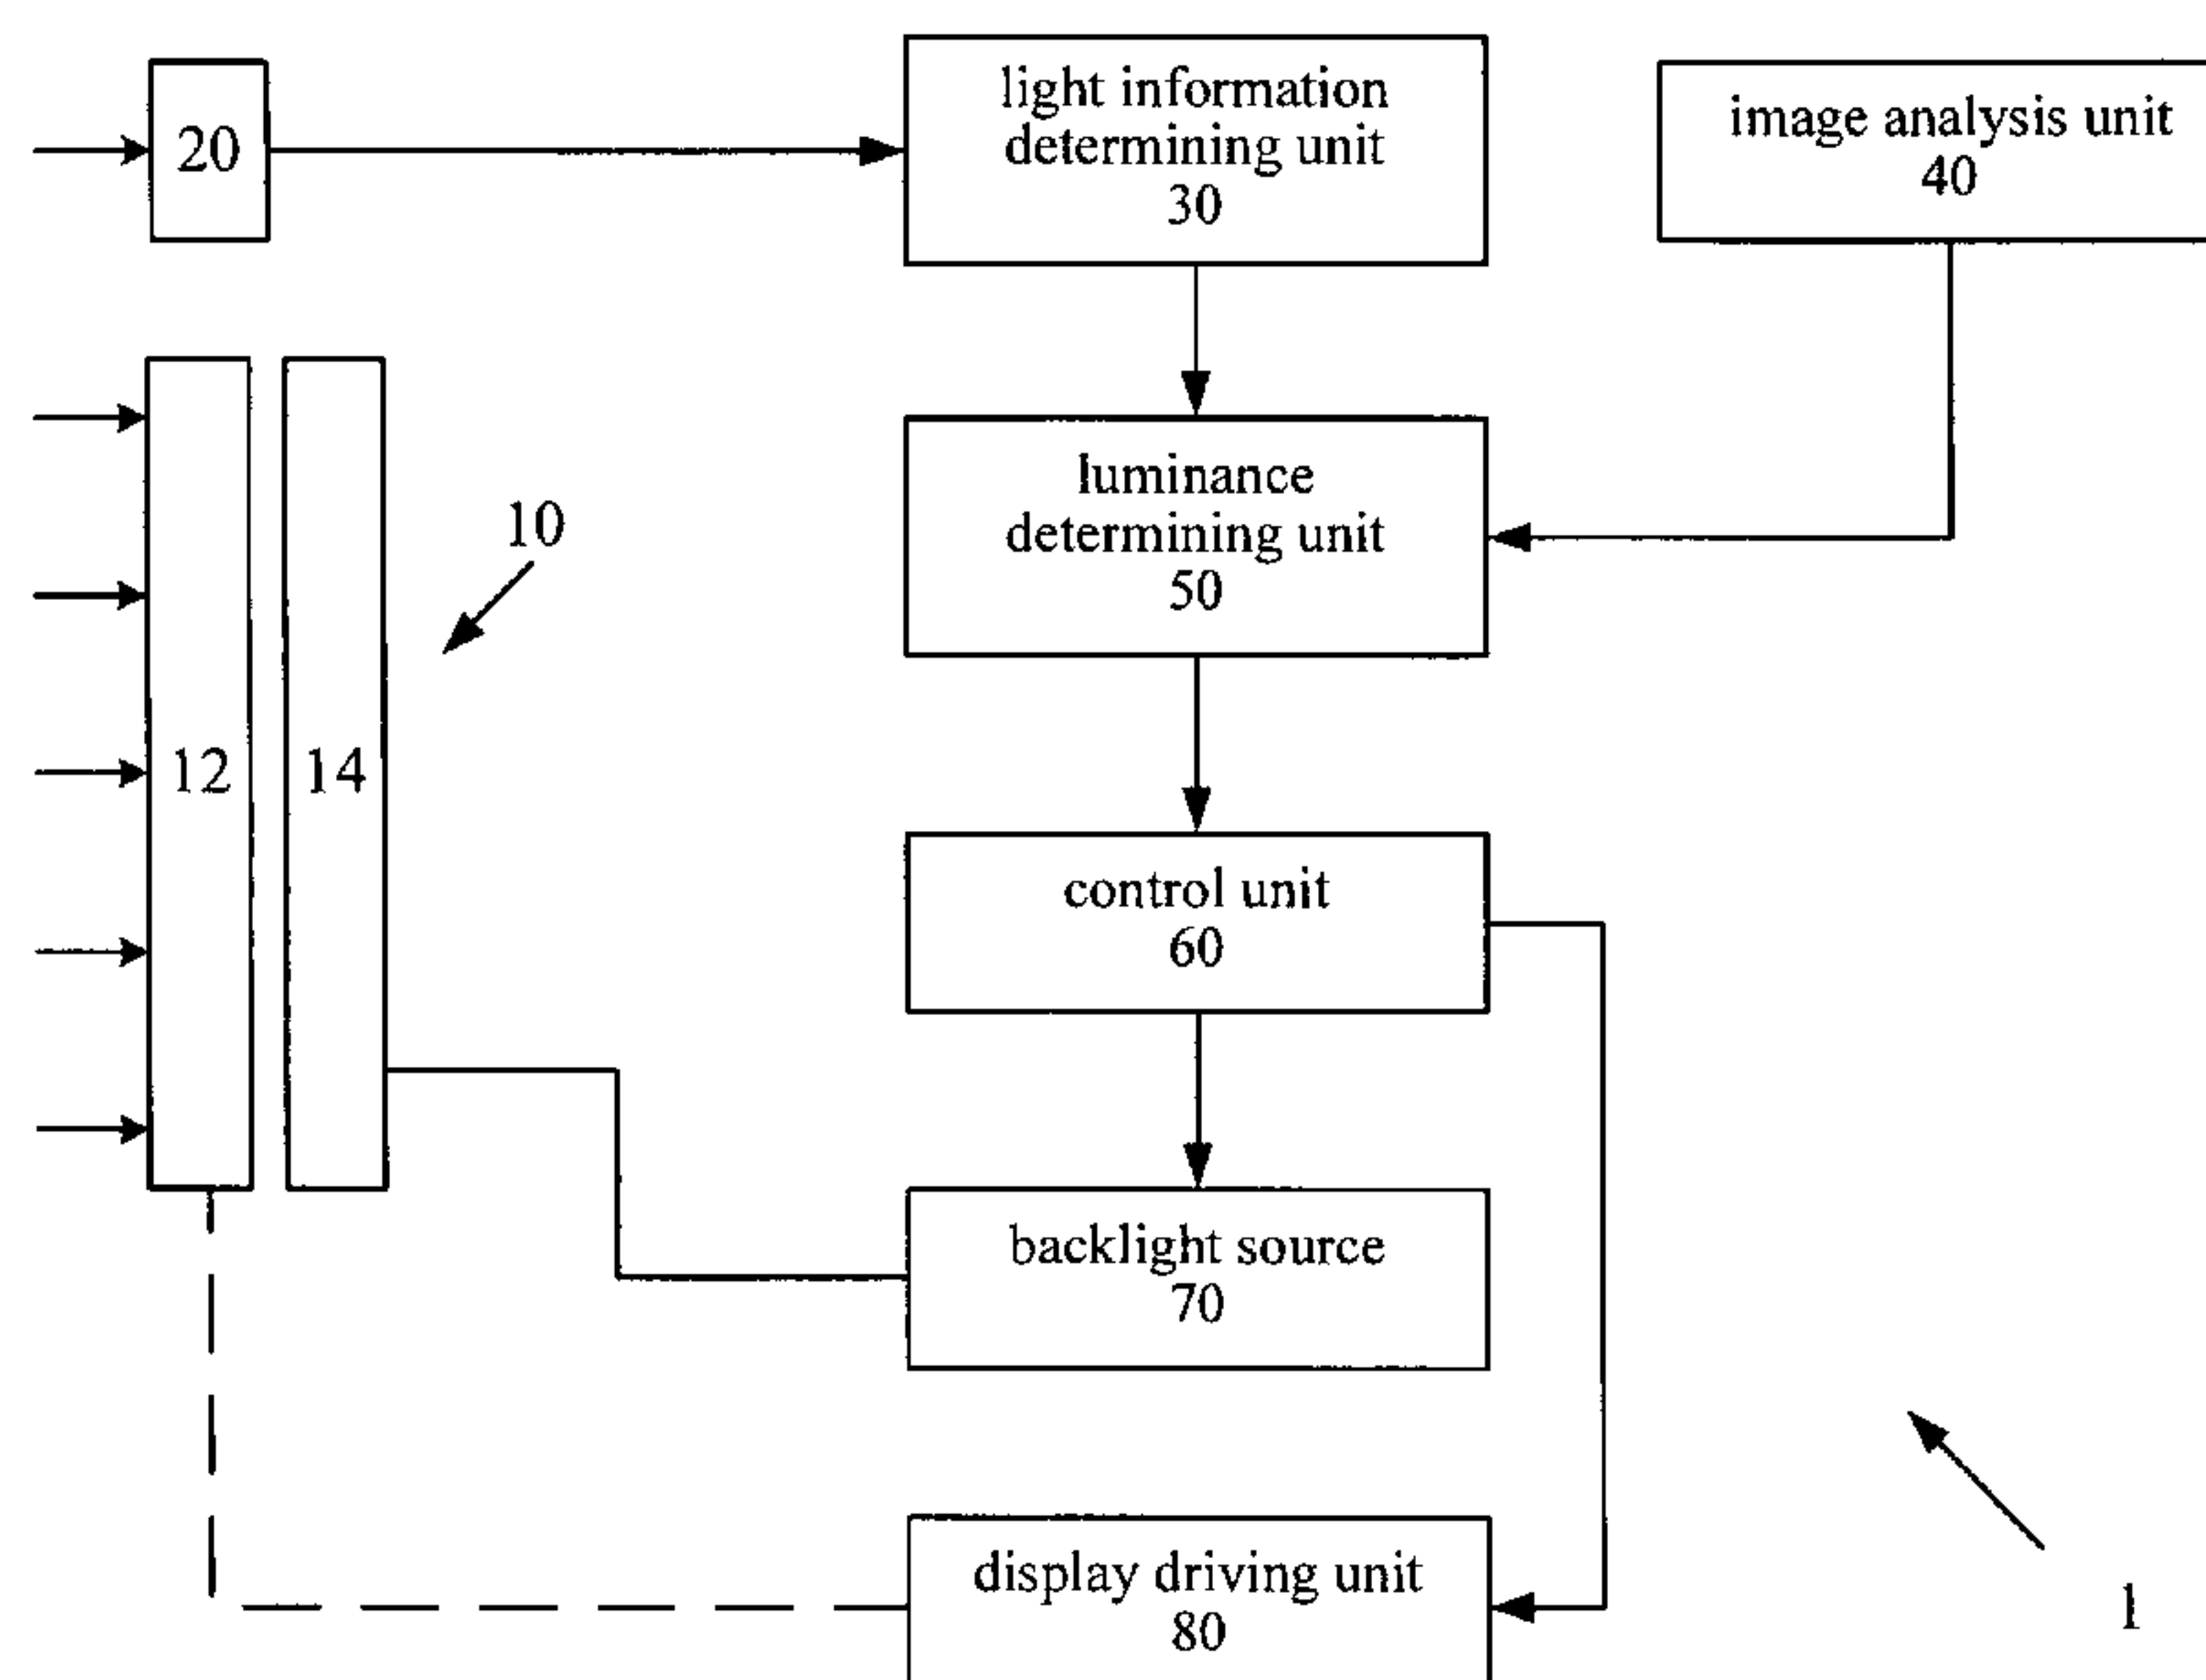 20
light information
determining unit
30
image analysis unit
40
10
luminance
determining unit
50
12
14
control unit
60
backlight source
70
display driving unit
80
1